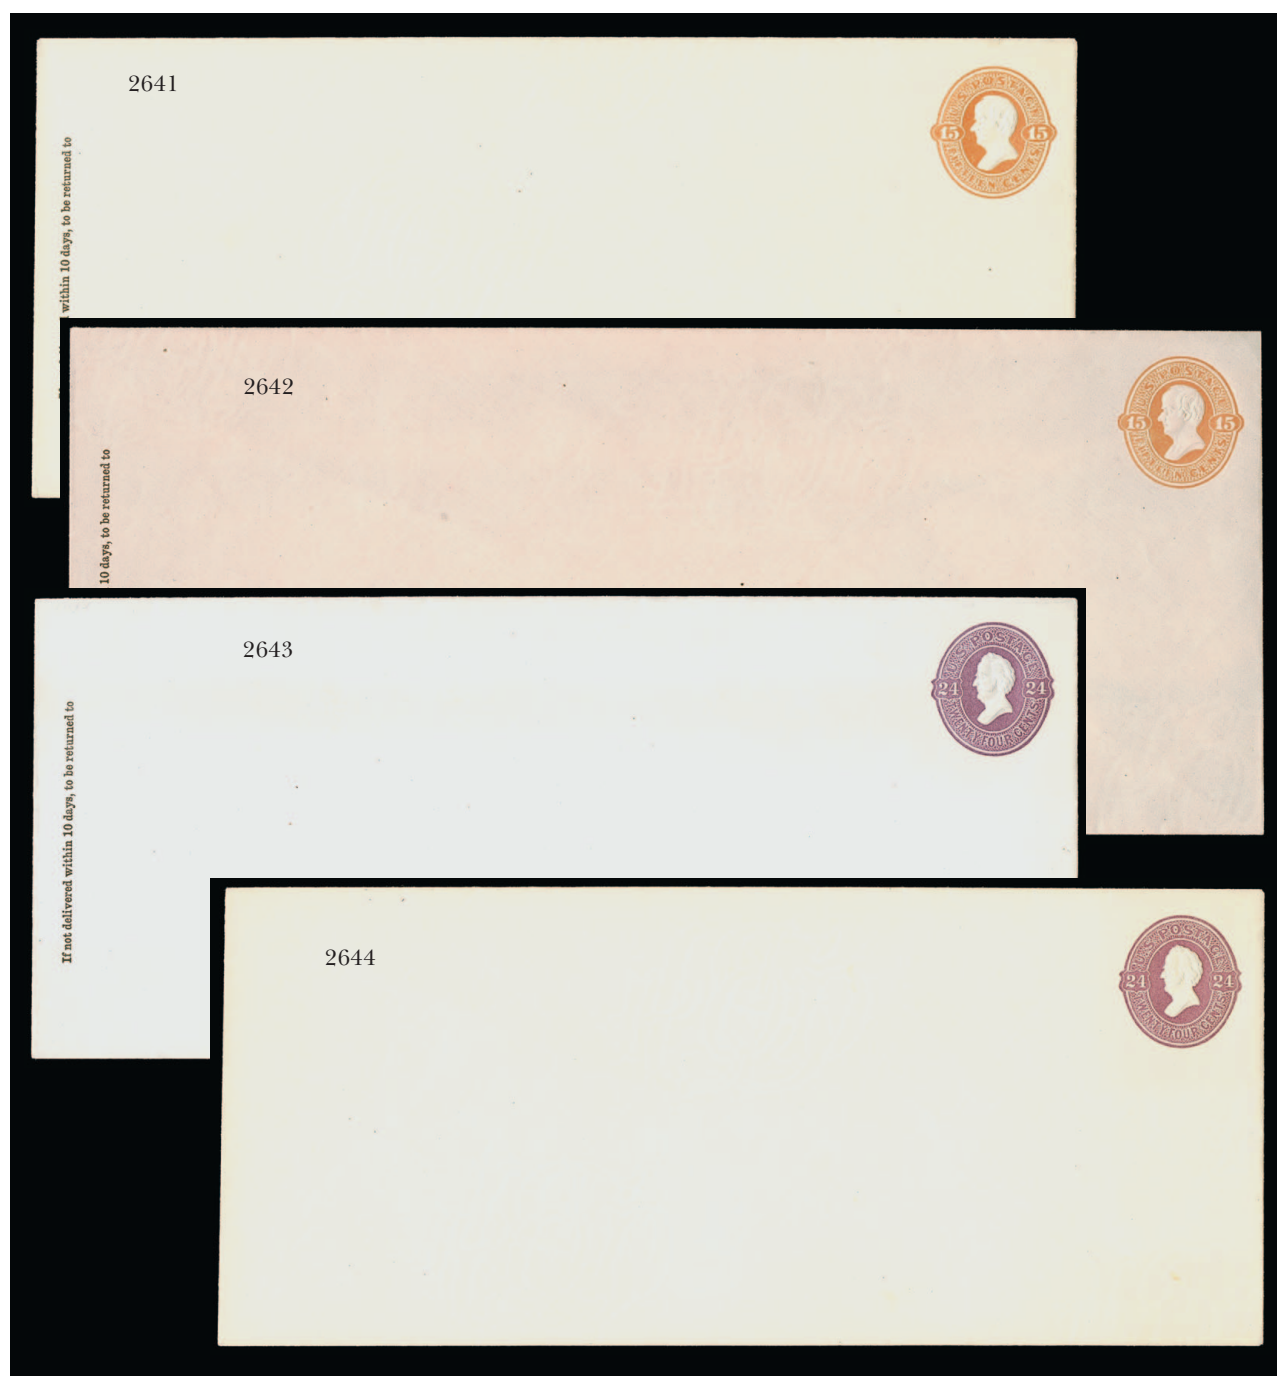 2641
U.S. POSTAGE
15 15
FIFTEEN CENTS
within 10 days, to be returned to
2642
U.S. POSTAGE
15 15
FIFTEEN CENTS
10 days, to be returned to
2643
U.S. POSTAGE
24 24
TWENTY FOUR CENTS
If not delivered within 10 days, to be returned to
2644
U.S. POSTAGE
24 24
TWENTY FOUR CENTS